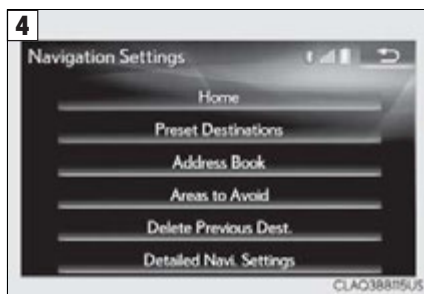 4
Navigation Settings
Home
Preset Destinations
Address Book
Areas to Avoid
Delete Previous Dest.
Detailed Navi. Settings
CLAO388115US